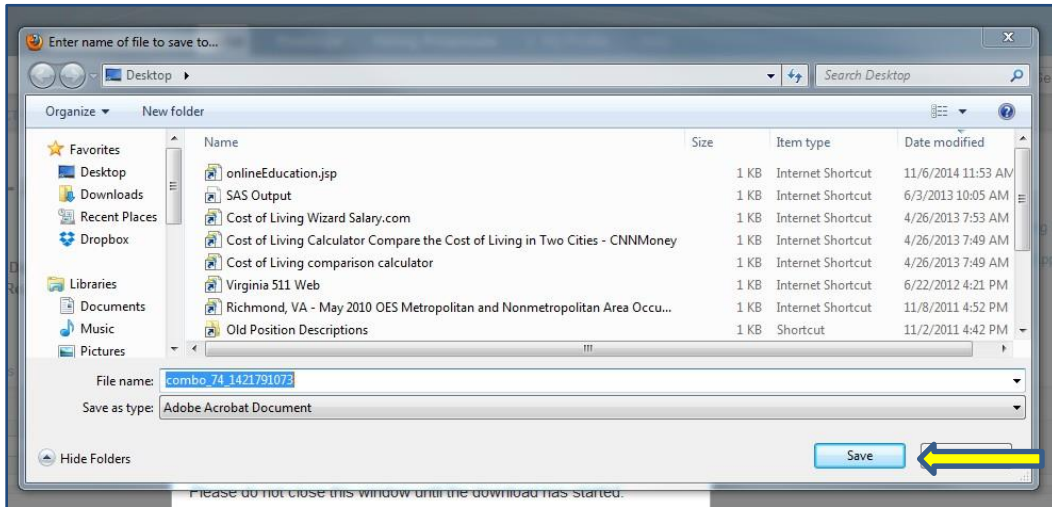 Enter name of file to save to...
X
Desktop
Search Desktop
Organize
New folder
Name Size Item type Date modified
Favorites
Desktop
Downloads
Recent Places
Dropbox
Libraries
Documents
Music
Pictures
onlineEducation.jsp 1 KB Internet Shortcut 11/6/2014 11:53 AM
SAS Output 1 KB Internet Shortcut 6/3/2013 10:05 AM
Cost of Living Wizard Salary.com 1 KB Internet Shortcut 4/26/2013 7:53 AM
Cost of Living Calculator Compare the Cost of Living in Two Cities - CNNMoney 1 KB Internet Shortcut 4/26/2013 7:49 AM
Cost of Living comparison calculator 1 KB Internet Shortcut 4/26/2013 7:49 AM
Virginia 511 Web 1 KB Internet Shortcut 6/22/2012 4:21 PM
Richmond, VA - May 2010 OES Metropolitan and Nonmetropolitan Area Occu... 1 KB Internet Shortcut 11/8/2011 4:52 PM
Old Position Descriptions 1 KB Shortcut 11/2/2011 4:42 PM
File name: combo_74_1421791073
Save as type: Adobe Acrobat Document
Hide Folders
Save
Please do not close this window until the download has started.